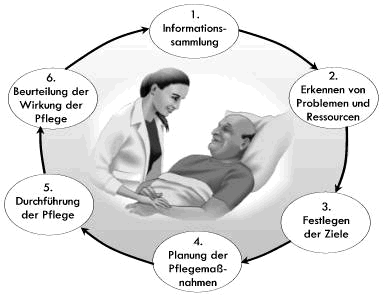 1.
Informations-
sammlung
2.
Erkennen von
Problemen und
Ressourcen
3.
Festlegen
der Ziele
4.
Planung der
Pflegemaß-
nahmen
5.
Durchführung
der Pflege
6.
Beurteilung der
Wirkung der
Pflege